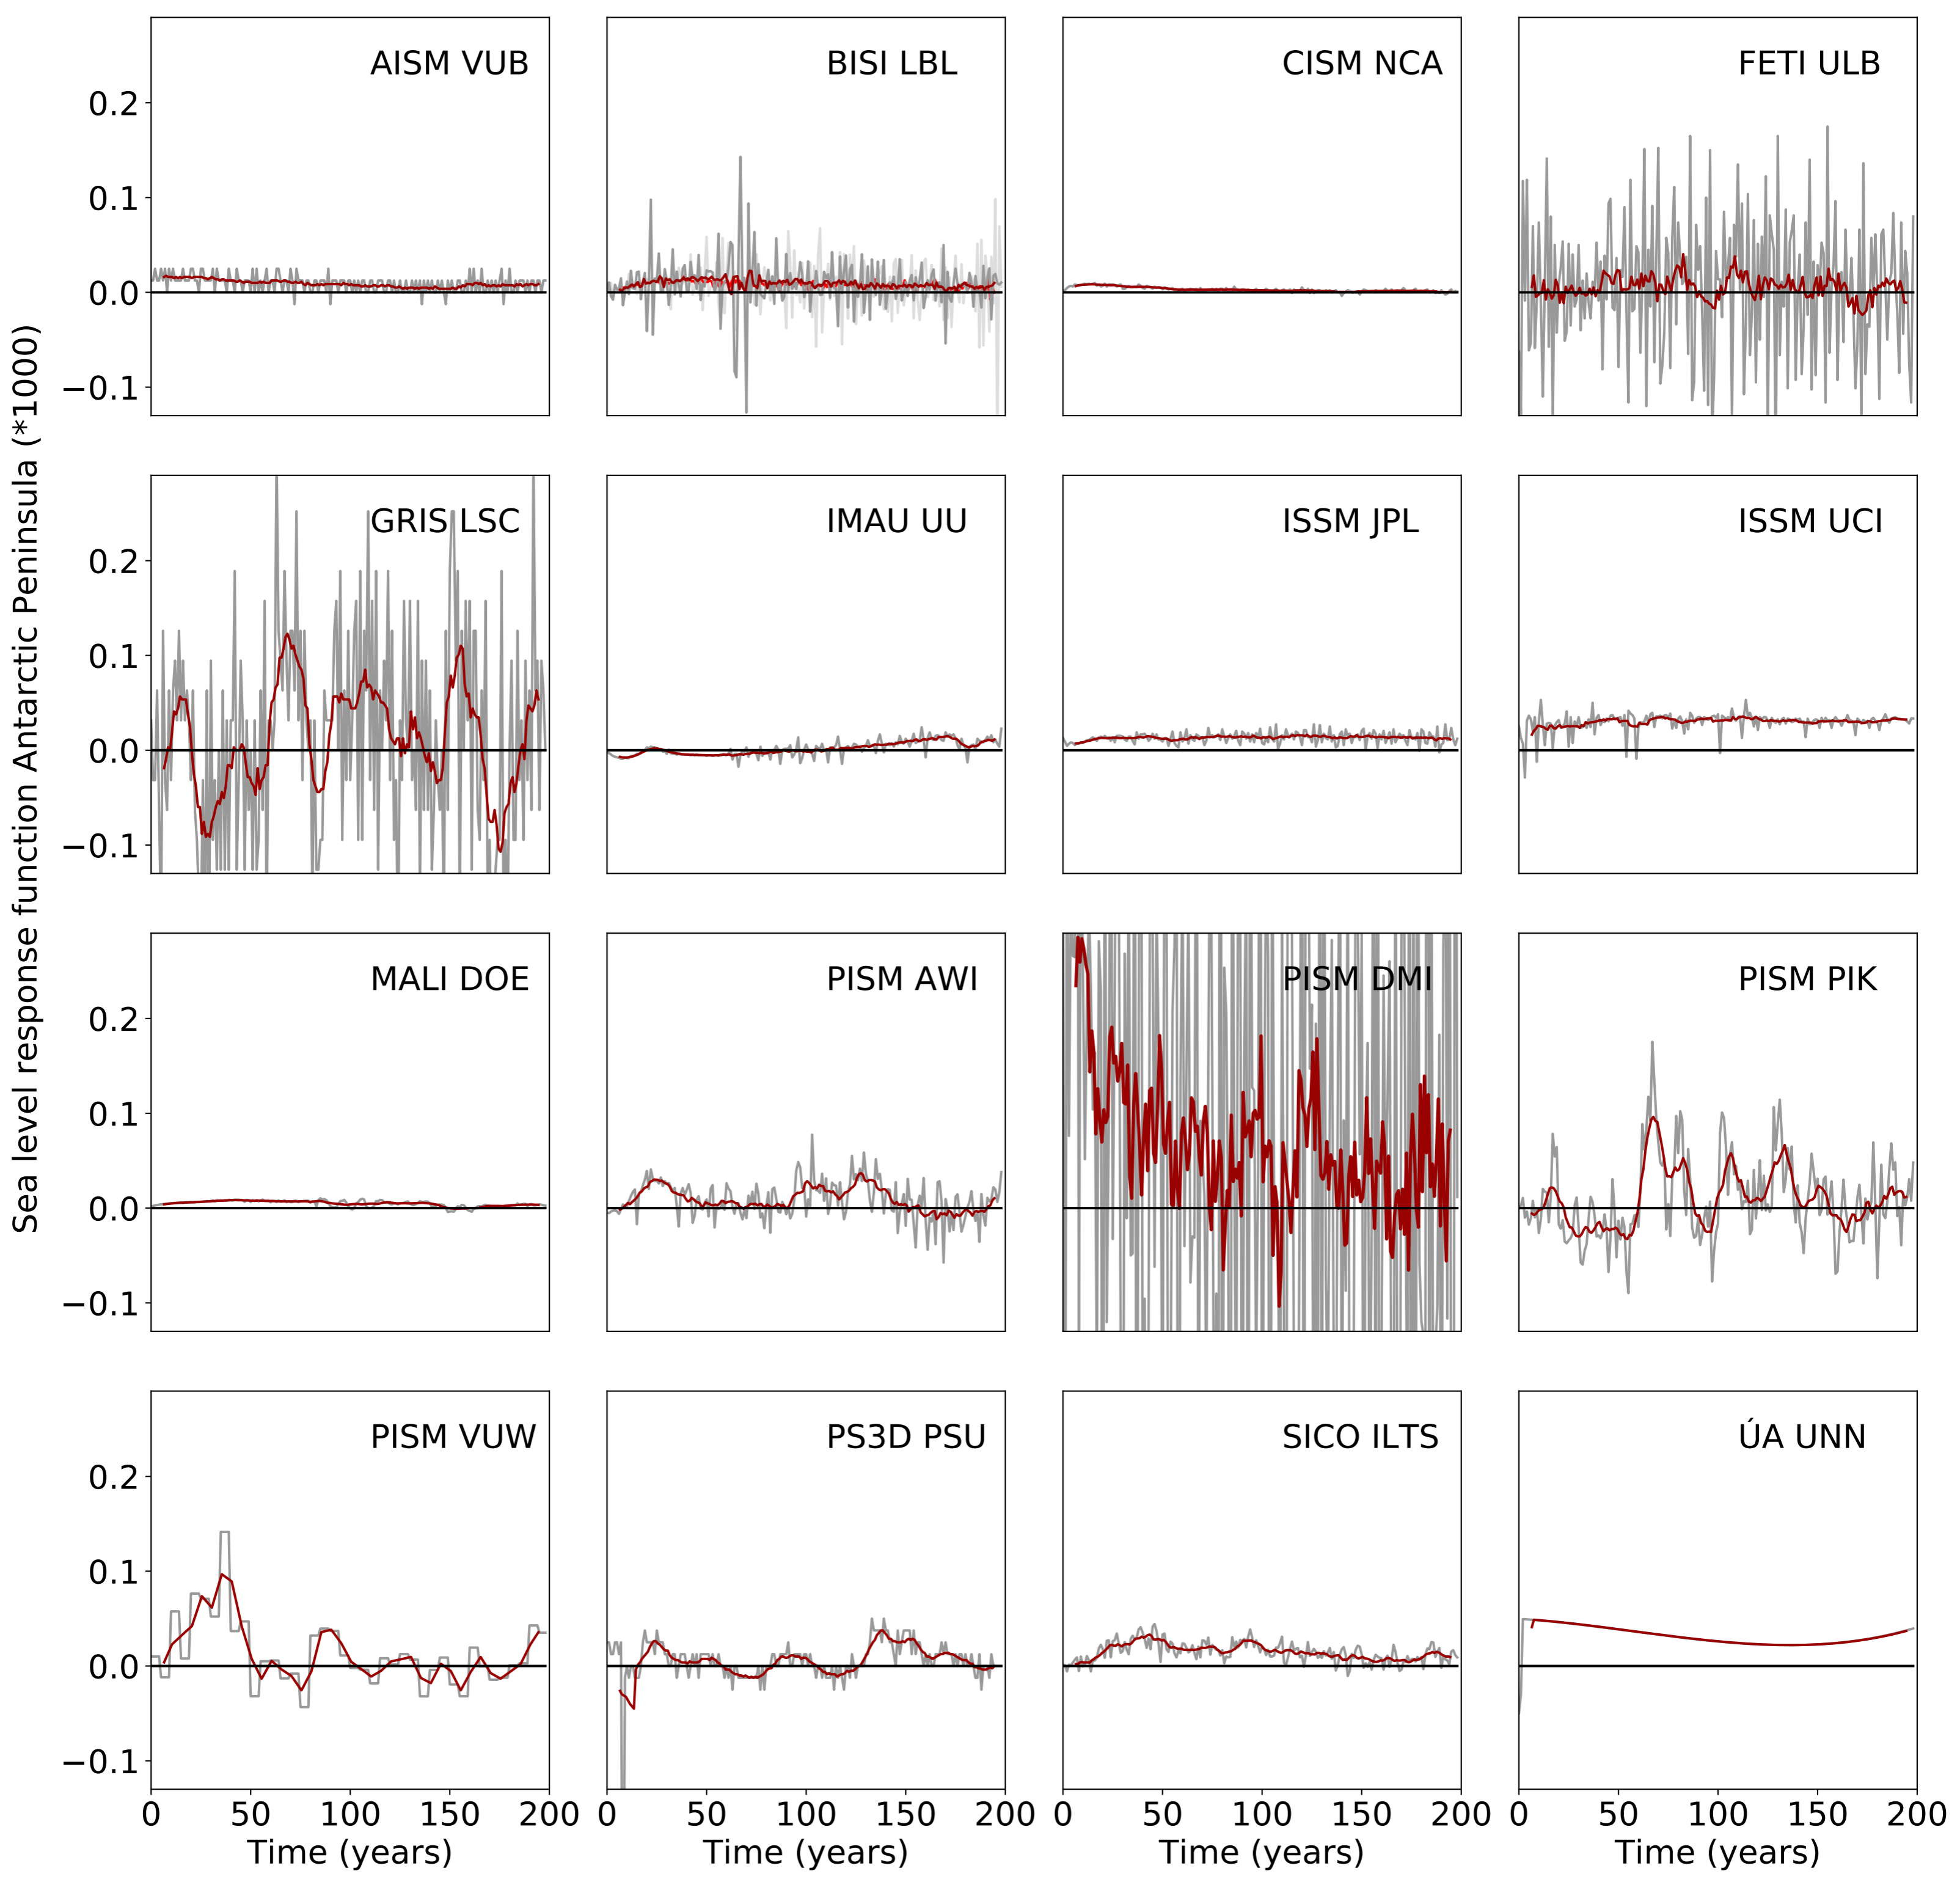 Sea level response function Antarctic Peninsula (*1000)
AISM VUB
BISI LBL
CISM NCA
FETI ULB
0.2
0.1
0.0
−0.1
GRIS LSC
IMAU UU
ISSM JPL
ISSM UCI
0.2
0.1
0.0
−0.1
MALI DOE
PISM AWI
PISM DMI
PISM PIK
0.2
0.1
0.0
−0.1
PISM VUW
PS3D PSU
SICO ILTS
ÚA UNN
0.2
0.1
0.0
−0.1
0 50 100 150 200
0 50 100 150 200
0 50 100 150 200
0 50 100 150 200
Time (years)
Time (years)
Time (years)
Time (years)